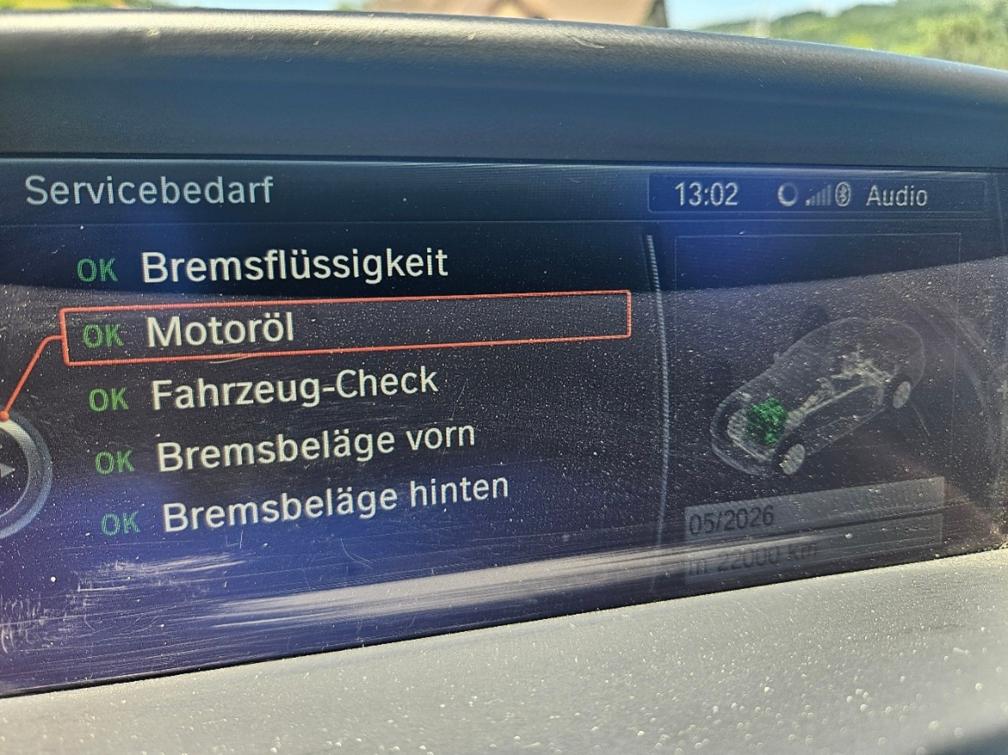 Servicebedarf
13:02 Audio
OK Bremsflüssigkeit
OK Motoröl
OK Fahrzeug-Check
OK Bremsbeläge vorn
OK Bremsbeläge hinten
05/2026
in 22000 km